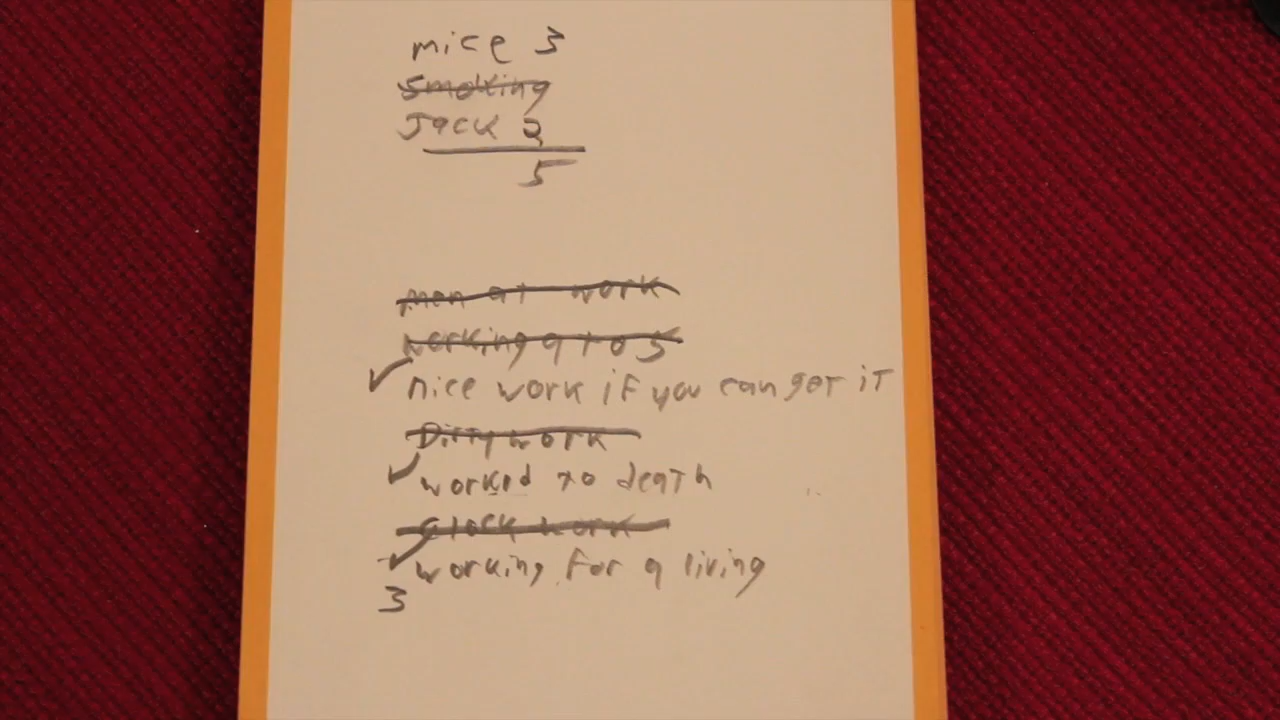 mice 3
Smoking
Jack 2
5
men at work
working 9 to 5
nice work if you can get it
Dirty work
worked to death
clock work
working for a living
3